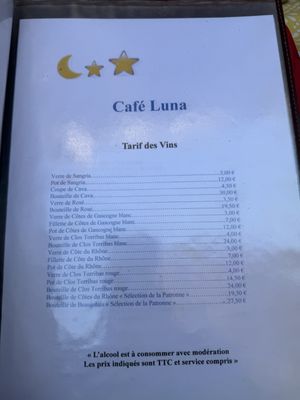 Café Luna
Tarif des Vins
Verre de Sangria 3,00 €
Pot de Sangria 12,00 €
Coupe de Cava 4,50 €
Bouteille de Cava 20,00 €
Verre de Rosé 3,50 €
Bouteille de Rosé 19,50 €
Verre de Côtes de Gascogne blanc 3,00 €
Fillette de Côtes de Gascogne blanc 7,00 €
Pot de Côtes de Gascogne blanc 12,00 €
Verre de Clos Torribas blanc 4,00 €
Bouteille de Clos Torribas blanc 24,00 €
Verre de Côte du Rhône 3,00 €
Fillette de Côte du Rhône 7,00 €
Pot de Côte du Rhône 12,00 €
Verre de Clos Torribas rouge 4,00 €
Pot de Clos Torribas rouge 14,50 €
Bouteille de Clos Torribas rouge 24,00 €
Bouteille de Côtes du Rhône « Sélection de la Patronne » 19,50 €
Bouteille de « Sélection de la Patronne » 27,50 €
« L'alcool est à consommer avec modération
Les prix indiqués sont TTC et service compris »